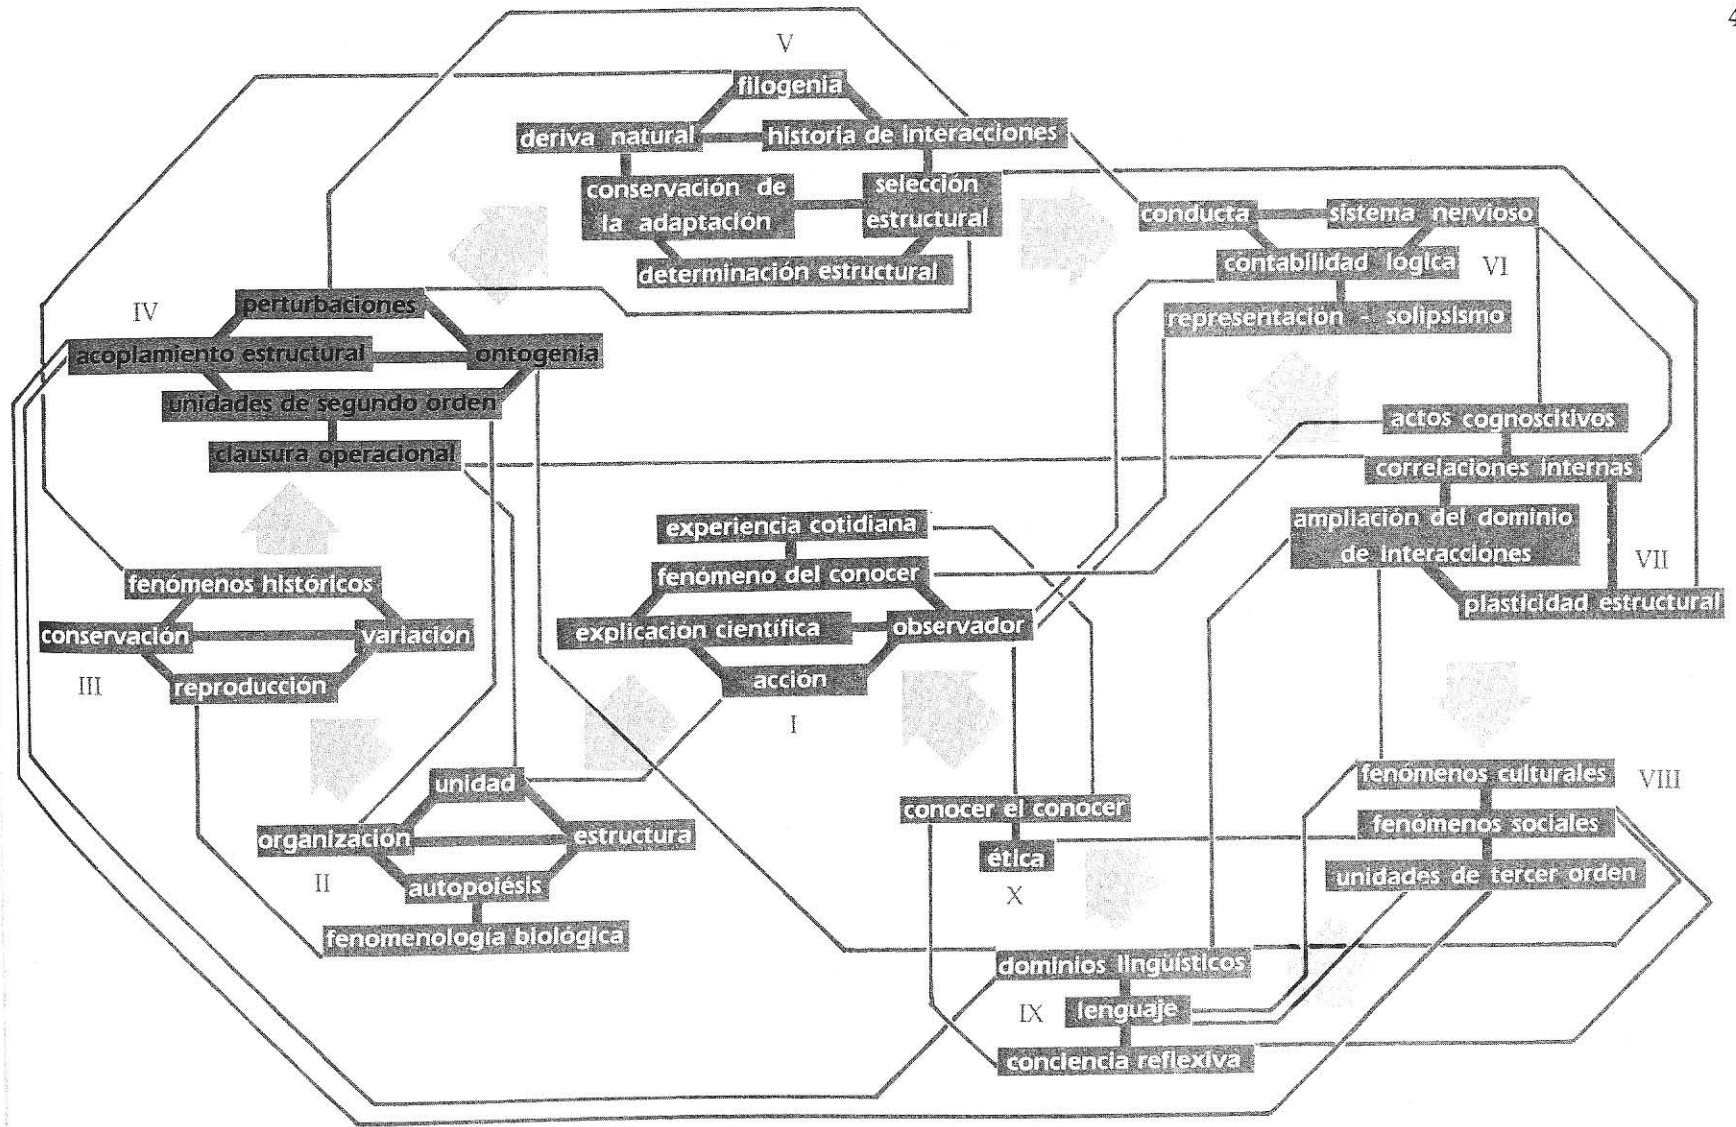 4
V
filogenia
deriva natural
historia de interacciones
conservación de
la adaptación
selección
estructural
determinación estructural
conducta
sistema nervioso
contabilidad lógica
VI
representación - solipsismo
IV
perturbaciones
acoplamiento estructural
ontogenia
unidades de segundo orden
clausura operacional
actos cognoscitivos
correlaciones internas
ampliación del dominio
de interacciones
VII
plasticidad estructural
experiencia cotidiana
fenómeno del conocer
explicacion científica
observador
acción
I
fenómenos históricos
conservación
variación
III
reproducción
unidad
organización
estructura
II
autopoiésis
fenomenología biológica
conocer el conocer
ética
X
fenómenos culturales
VIII
fenómenos sociales
unidades de tercer orden
dominios lingüísticos
IX
lenguaje
conciencia reflexiva